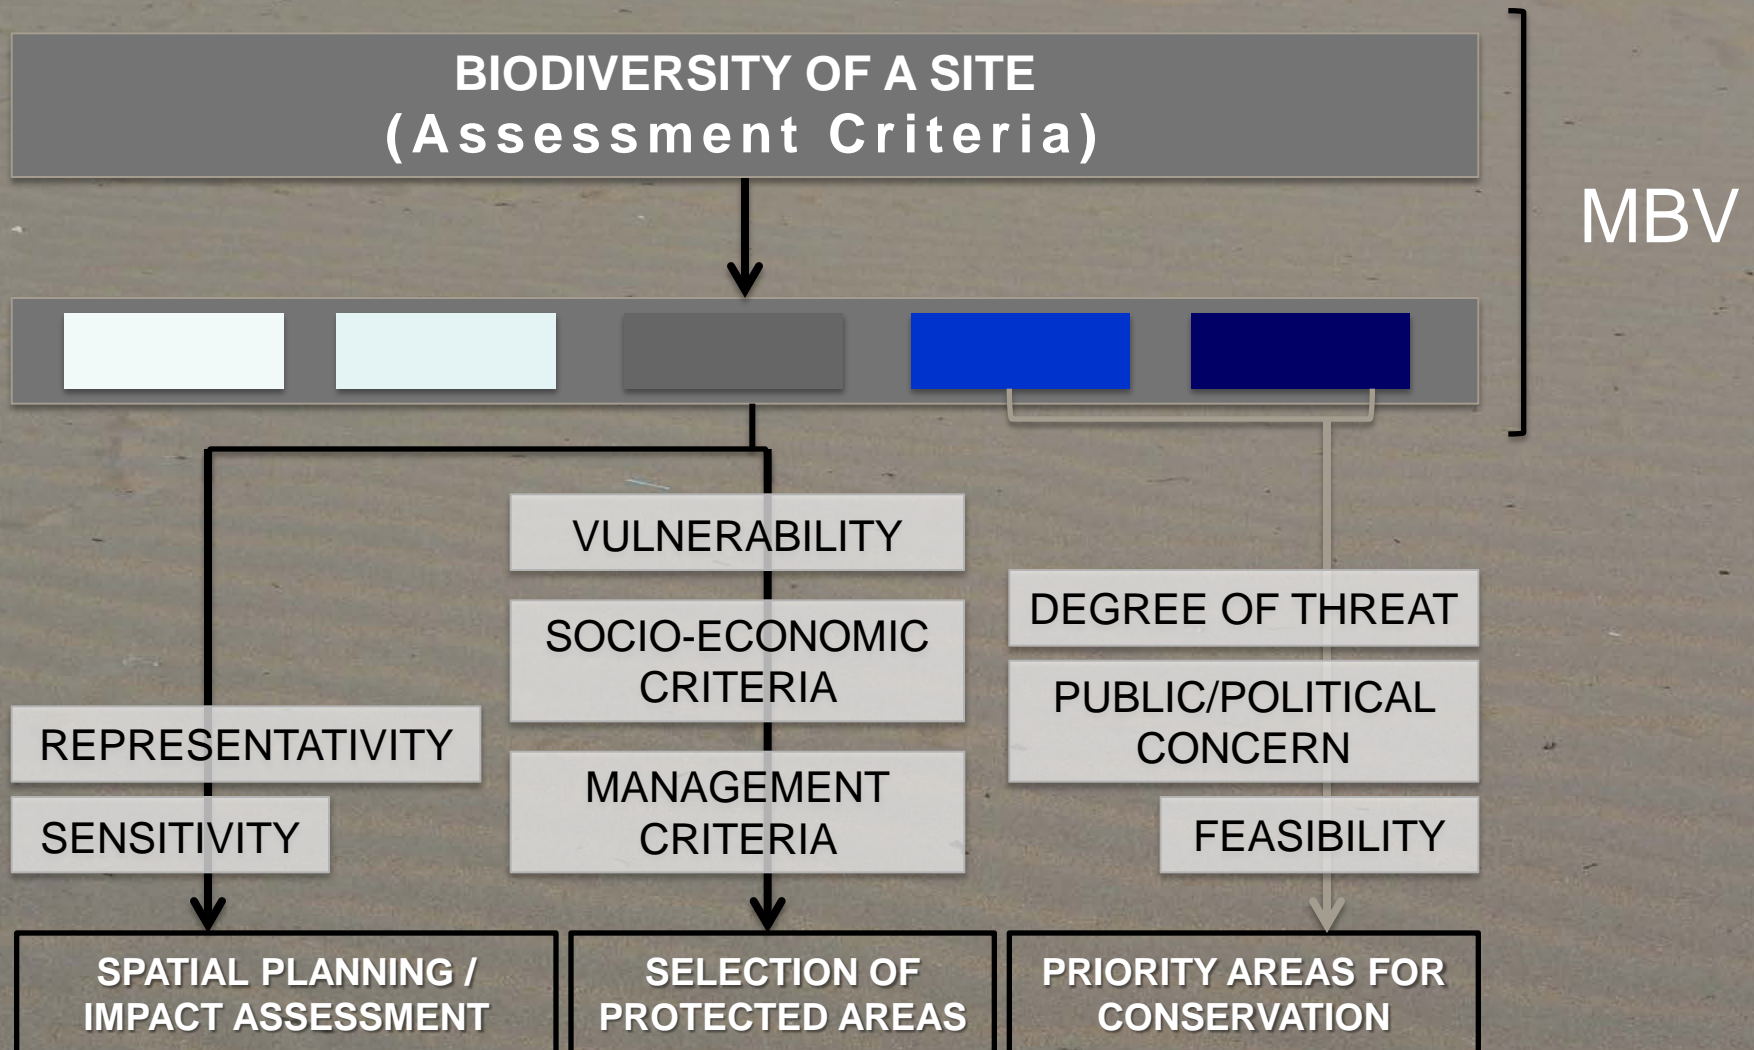 BIODIVERSITY OF A SITE
(Assessment Criteria)
MBV
VULNERABILITY
SOCIO-ECONOMIC
CRITERIA
MANAGEMENT
CRITERIA
DEGREE OF THREAT
PUBLIC/POLITICAL
CONCERN
FEASIBILITY
REPRESENTATIVITY
SENSITIVITY
SPATIAL PLANNING /
IMPACT ASSESSMENT
SELECTION OF
PROTECTED AREAS
PRIORITY AREAS FOR
CONSERVATION